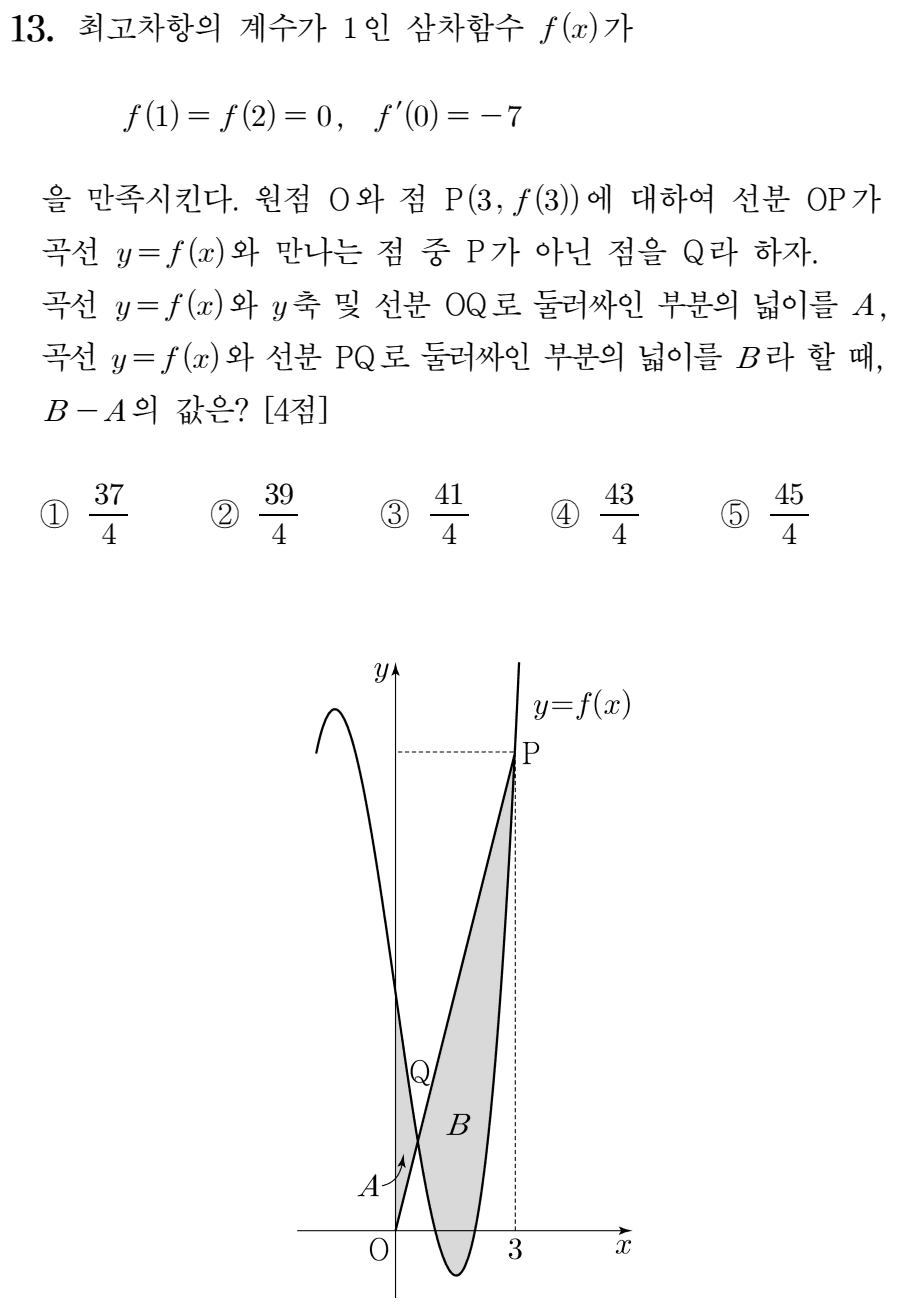 13. 최고차항의 계수가 1인 삼차함수 f(x)가
f(1)=f(2)=0, f′(0)=−7
을 만족시킨다. 원점 O와 점 P(3, f(3))에 대하여 선분 OP가
곡선 y=f(x)와 만나는 점 중 P가 아닌 점을 Q라 하자.
곡선 y=f(x)와 y축 및 선분 OQ로 둘러싸인 부분의 넓이를 A,
곡선 y=f(x)와 선분 PQ로 둘러싸인 부분의 넓이를 B라 할 때,
B−A의 값은? [4점]
① 37/4 ② 39/4 ③ 41/4 ④ 43/4 ⑤ 45/4
y
y=f(x)
P
Q
B
A
O 3 x